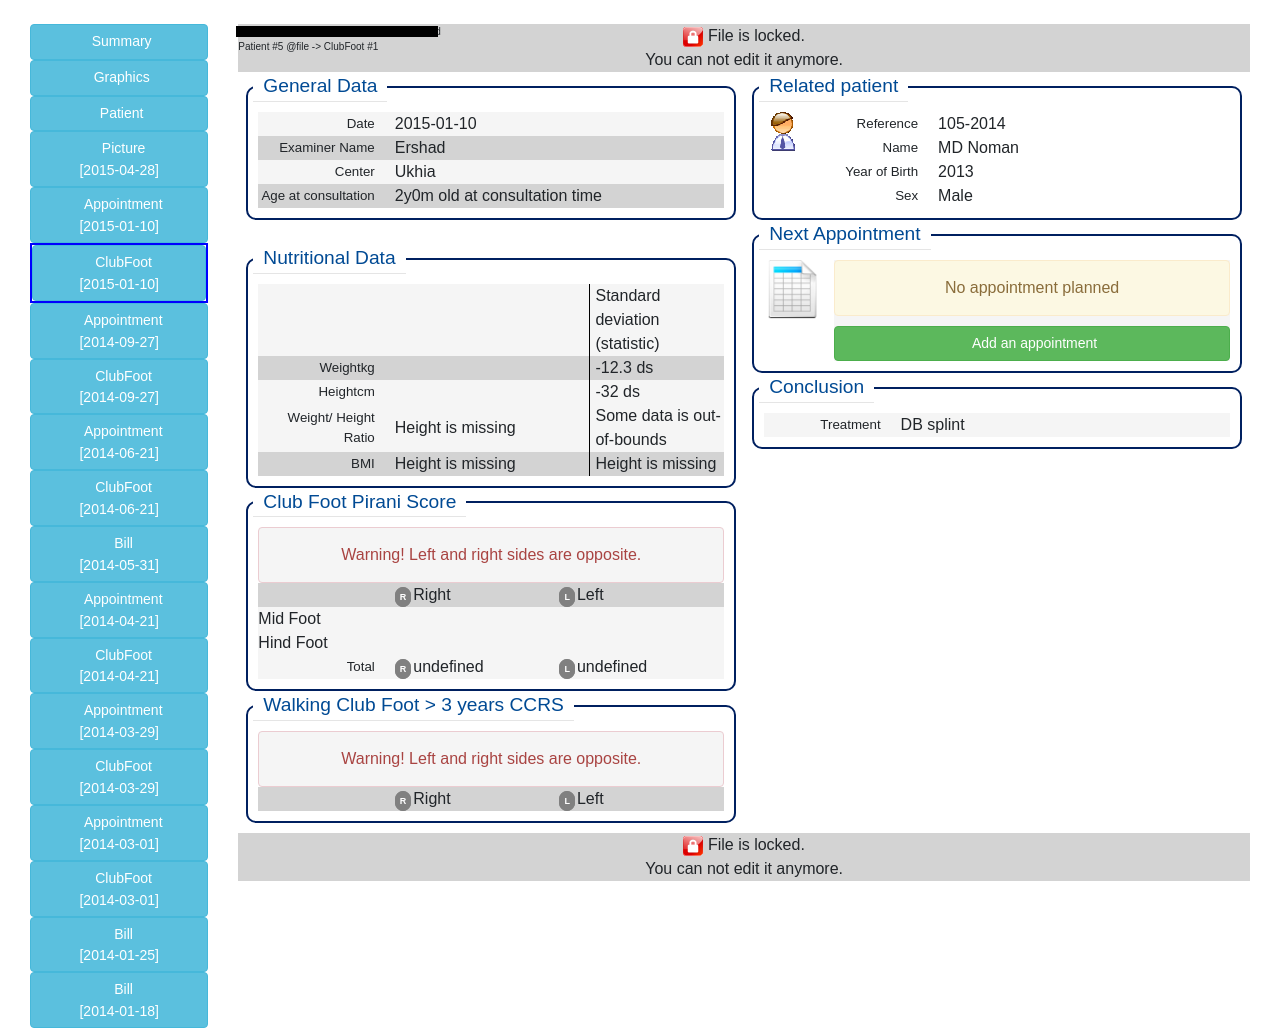 Summary
Graphics
Patient
Picture
[2015-04-28]
Appointment
[2015-01-10]
ClubFoot
[2015-01-10]
Appointment
[2014-09-27]
ClubFoot
[2014-09-27]
Appointment
[2014-06-21]
ClubFoot
[2014-06-21]
Bill
[2014-05-31]
Appointment
[2014-04-21]
ClubFoot
[2014-04-21]
Appointment
[2014-03-29]
ClubFoot
[2014-03-29]
Appointment
[2014-03-01]
ClubFoot
[2014-03-01]
Bill
[2014-01-25]
Bill
[2014-01-18]
Patient #5 @file -> ClubFoot #1
File is locked.
You can not edit it anymore.
General Data
Date 2015-01-10
Examiner Name Ershad
Center Ukhia
Age at consultation 2y0m old at consultation time
Nutritional Data
Standard
deviation
(statistic)
Weightkg -12.3 ds
Heightcm -32 ds
Weight/ Height
Ratio
Height is missing
Some data is out-
of-bounds
BMI Height is missing Height is missing
Club Foot Pirani Score
Warning! Left and right sides are opposite.
R Right L Left
Mid Foot
Hind Foot
Total R undefined L undefined
Walking Club Foot > 3 years CCRS
Warning! Left and right sides are opposite.
R Right L Left
Related patient
Reference 105-2014
Name MD Noman
Year of Birth 2013
Sex Male
Next Appointment
No appointment planned
Add an appointment
Conclusion
Treatment DB splint
File is locked.
You can not edit it anymore.